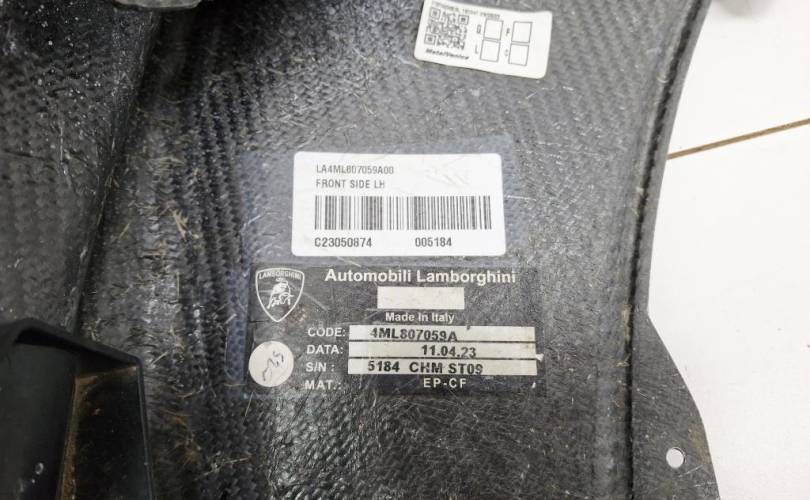 R
P
L
C
LA4ML807059A00
FRONT SIDE LH
C23050874 005184
LAMBORGHINI
Automobili Lamborghini
Made in Italy
CODE: 4ML807059A
DATA: 11.04.23
S/N : 5184 CHM ST09
MAT.: EP-CF